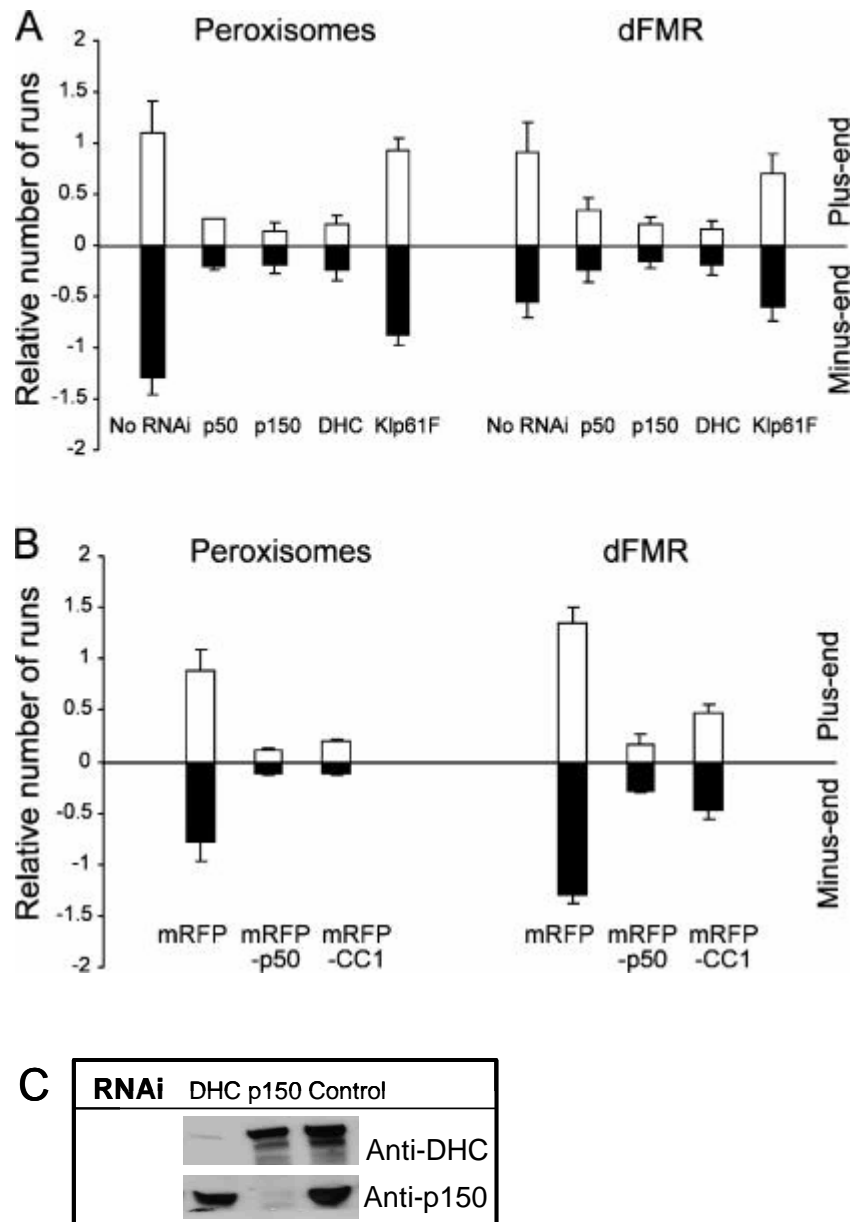 A
Peroxisomes dFMR
Relative number of runs
2
1.5
1
0.5
0
-0.5
-1
-1.5
-2
Plus-end
Minus-end
No RNAi p50 p150 DHC Klp61F No RNAi p50 p150 DHC Klp61F
B
Peroxisomes dFMR
Relative number of runs
2
1.5
1
0.5
0
-0.5
-1
-1.5
-2
Plus-end
Minus-end
mRFP mRFP mRFP mRFP mRFP mRFP
-p50 -CC1 -p50 -CC1
C
RNAi DHC p150 Control
Anti-DHC
Anti-p150